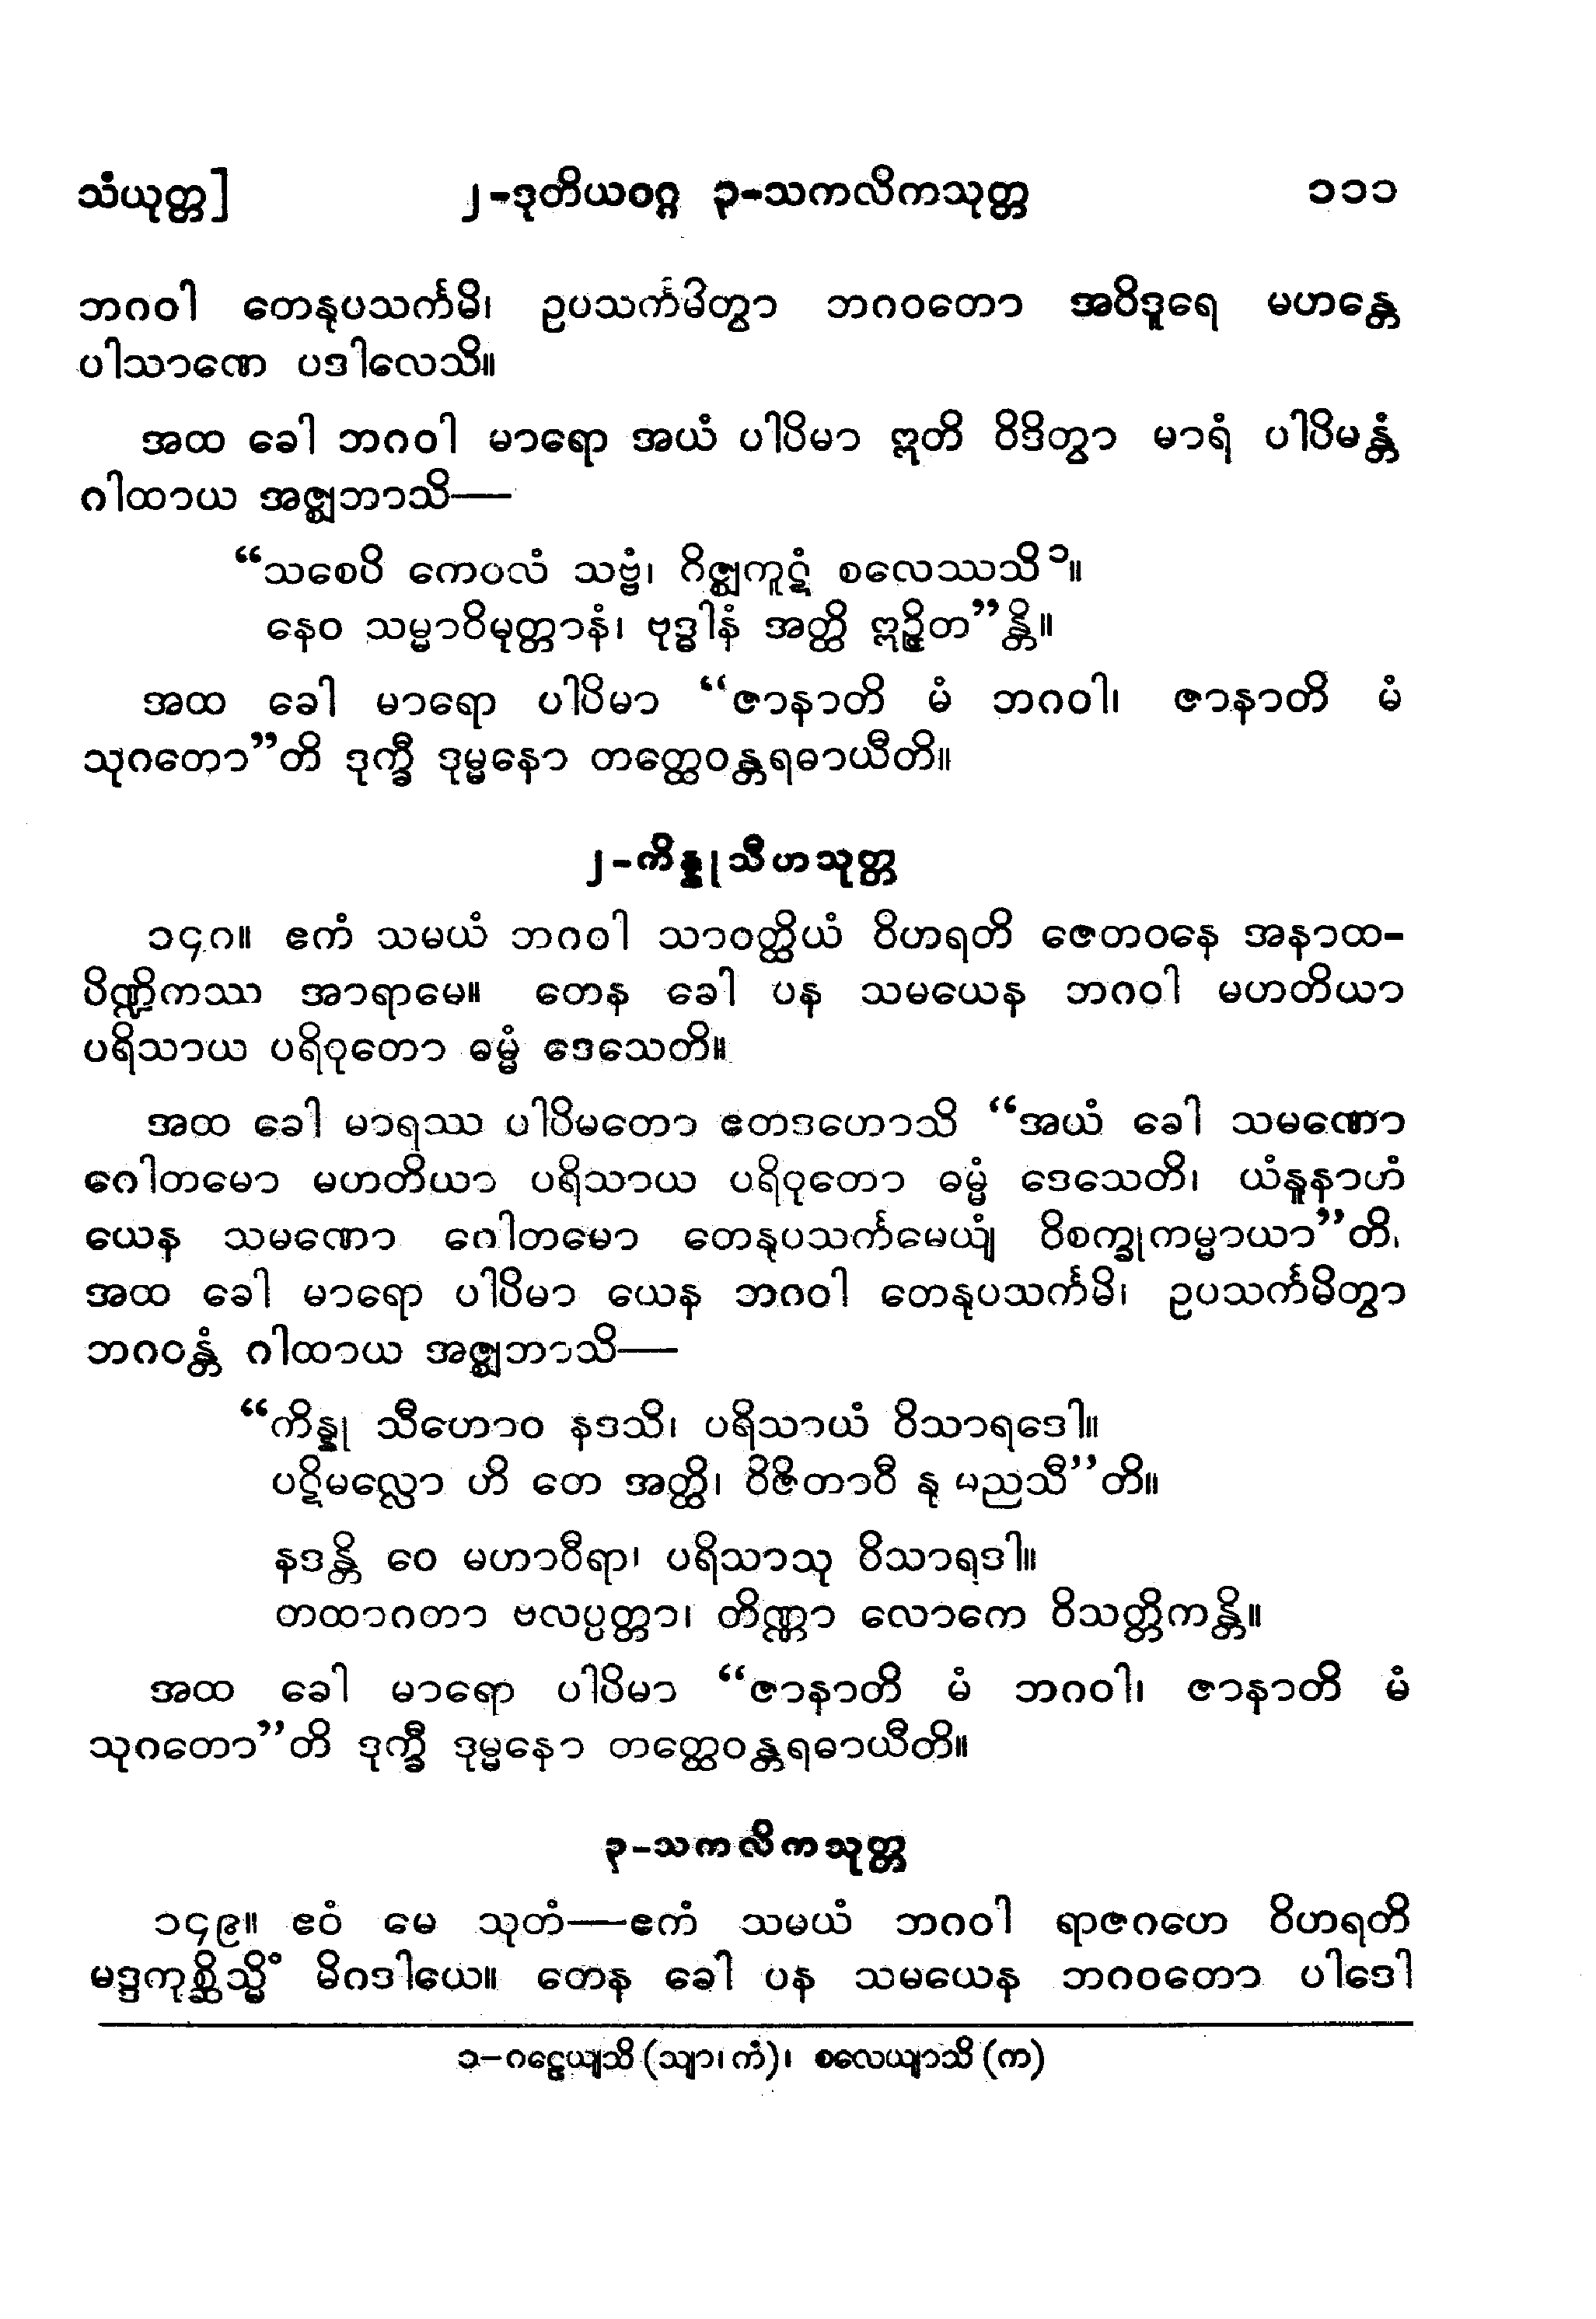 သံယုတ္တ] ၂-ဒုတိယဝဂ္ဂ ၃-သကလိကသုတ္တ ၁၁၁
ဘဂဝါ တေနုပသင်္ကမိ၊ ဥပသင်္ကမိတွာ ဘဂဝတော အဝိဒူရေ မဟန္တေ
ပါသာဏေ ပဒါလေသိ။
အထ ခေါ ဘဂဝါ မာရော အယံ ပါပိမာ ဣတိ ဝိဒိတွာ မာရံ ပါပိမန္တံ
ဂါထာယ အဇ္ဈဘာသိ—
“သစေပိ ကေဝလံ သဗ္ဗံ၊ ဂိဇ္ဈကူဋံ စလေဿသိ ၁။
နေဝ သမ္မာဝိမုတ္တာနံ၊ ဗုဒ္ဓါနံ အတ္ထိ ဣဉ္ဇိတ”န္တိ။
အထ ခေါ မာရော ပါပိမာ “ဇာနာတိ မံ ဘဂဝါ၊ ဇာနာတိ မံ
သုဂတော”တိ ဒုက္ခီ ဒုမ္မနော တတ္ထေဝန္တရဓာယီတိ။
၂-ကိန္နုသီဟသုတ္တ
၁၄၈။ ဧကံ သမယံ ဘဂဝါ သာဝတ္ထိယံ ဝိဟရတိ ဇေတဝနေ အနာထ-
ပိဏ္ဍိကဿ အာရာမေ။ တေန ခေါ ပန သမယေန ဘဂဝါ မဟတိယာ
ပရိသာယ ပရိဝုတော ဓမ္မံ ဒေသေတိ။
အထ ခေါ မာရဿ ပါပိမတော ဧတဒဟောသိ “အယံ ခေါ သမဏော
ဂေါတမော မဟတိယာ ပရိသာယ ပရိဝုတော ဓမ္မံ ဒေသေတိ၊ ယံနူနာဟံ
ယေန သမဏော ဂေါတမော တေနုပသင်္ကမေယျံ ဝိစက္ခုကမ္မာယာ”တိ၊
အထ ခေါ မာရော ပါပိမာ ယေန ဘဂဝါ တေနုပသင်္ကမိ၊ ဥပသင်္ကမိတွာ
ဘဂဝန္တံ ဂါထာယ အဇ္ဈဘာသိ—
“ကိန္နု သီဟောဝ နဒသိ၊ ပရိသာယံ ဝိသာရဒေါ။
ပဋိမလ္လော ဟိ တေ အတ္ထိ၊ ဝိဇိတာဝီ နု မညသီ”တိ။
နဒန္တိ ဝေ မဟာဝီရာ၊ ပရိသာသု ဝိသာရဒါ။
တထာဂတာ ဗလပ္ပတ္တာ၊ တိဏ္ဏာ လောကေ ဝိသတ္တိကန္တိ။
အထ ခေါ မာရော ပါပိမာ “ဇာနာတိ မံ ဘဂဝါ၊ ဇာနာတိ မံ
သုဂတော”တိ ဒုက္ခီ ဒုမ္မနော တတ္ထေဝန္တရဓာယီတိ။
၃-သကလိကသုတ္တ
၁၄၉။ ဧဝံ မေ သုတံ—ဧကံ သမယံ ဘဂဝါ ရာဇဂဟေ ဝိဟရတိ
မဒ္ဒကုစ္ဆိသ္မိံ မိဂဒါယေ။ တေန ခေါ ပန သမယေန ဘဂဝတော ပါဒေါ
၁-ဂဠေယျသိ (သျာ၊ ကံ)၊ စလေယျာသိ (က)